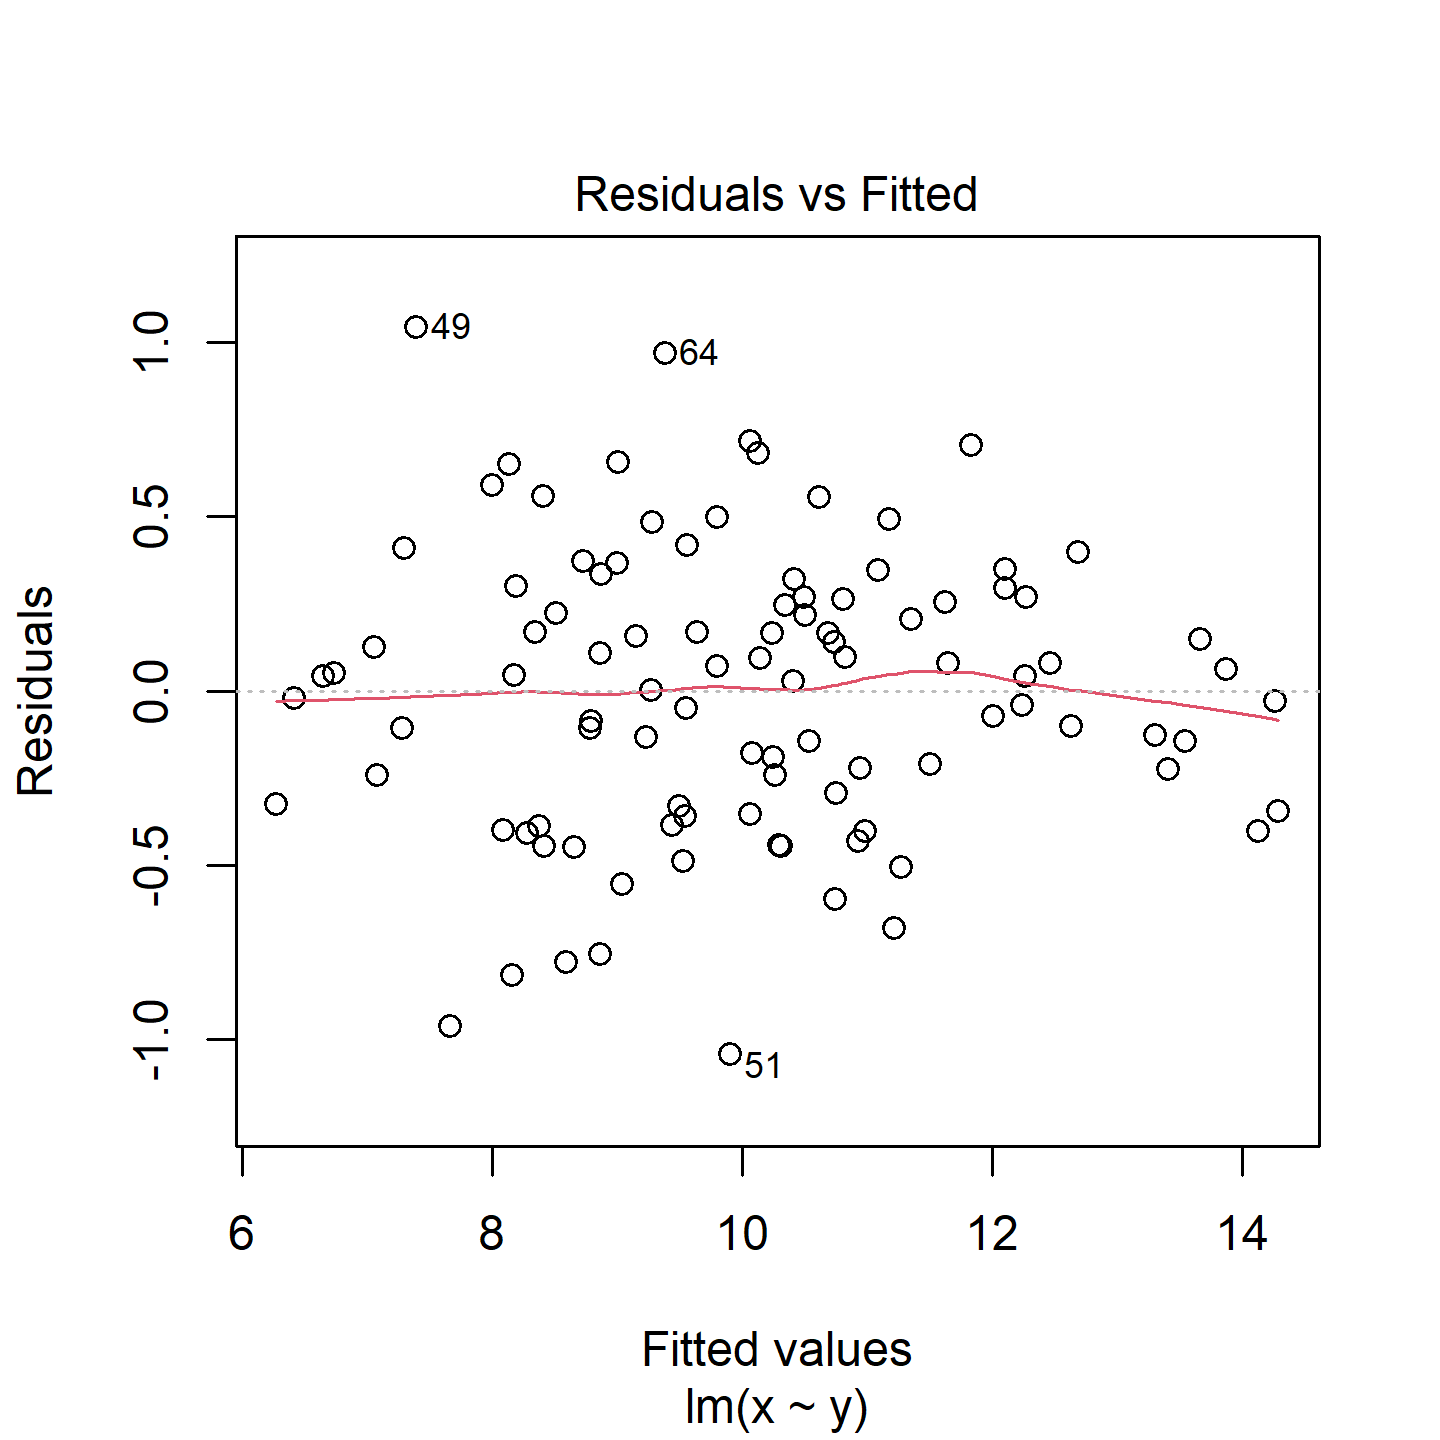 Residuals vs Fitted
49
64
51
1.0
0.5
0.0
-0.5
-1.0
Residuals
6 8 10 12 14
Fitted values
lm(x ~ y)